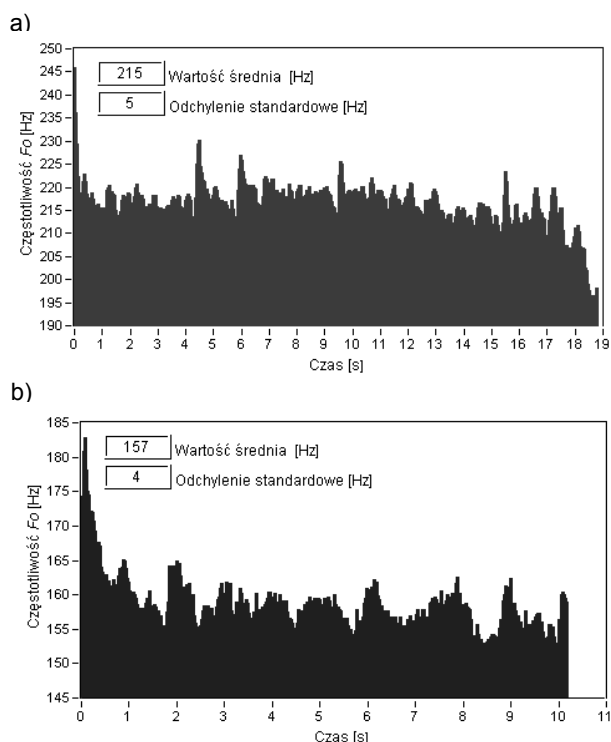 a)
Częstotliwość Fo [Hz]
250
245
240
235
230
225
220
215
210
205
200
195
190
215 Wartość średnia [Hz]
5 Odchylenie standardowe [Hz]
0 1 2 3 4 5 6 7 8 9 10 11 12 13 14 15 16 17 18 19
Czas [s]
b)
Częstotliwość Fo [Hz]
185
180
175
170
165
160
155
150
145
157 Wartość średnia [Hz]
4 Odchylenie standardowe [Hz]
0 1 2 3 4 5 6 7 8 9 10 11
Czas [s]